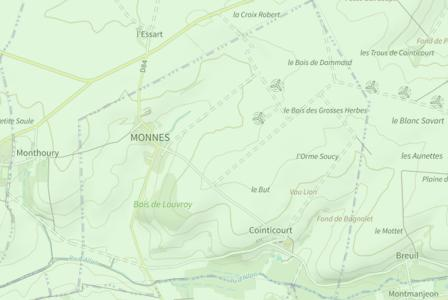 la Croix Robert
l'Essart
Fond de P
les Trous de Cointicourt
le Bois de Dammard
D84
le Bois des Grosses Herbes
le Blanc Savart
etite Saule
MONNES
Monthoury
l'Orme Soucy
les Aunettes
Plaine d
le But
Vau Lion
Bois de Louvroy
Fond de Bagnolet
Cointicourt
le Mottet
Breuil
Montmanjeon